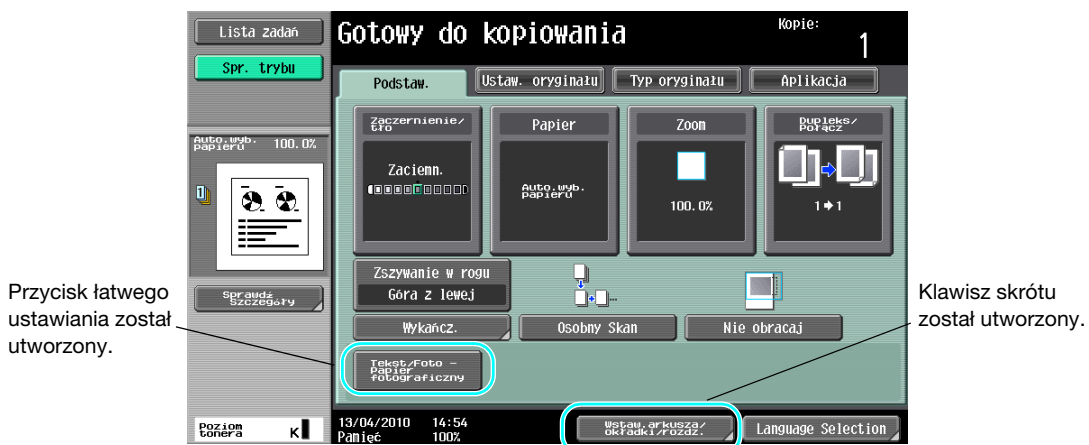 Lista zadań
Spr. trybu
Gotowy do kopiowania
Kopie:
1
Podstaw.
Ustaw. oryginału
Typ oryginału
Aplikacja
Auto.wyb.
papieru
100.0%
1
Zaczernienie/
tło
Zaciemn.
Papier
Auto.wyb.
papieru
Zoom
100.0%
Dupleks/
Połącz
1 → 1
Sprawdź
Szczegóły
Zszywanie w rogu
Góra z lewej
Wykańcz.
Osobny Skan
Nie obracaj
Tekst/Foto -
Papier
fotograficzny
Przycisk łatwego
ustawiania został
utworzony.
Klawisz skrótu
został utworzony.
Poziom
tonera
K
13/04/2010 14:54
Pamięć 100%
Wstaw.arkusza/
okładki/rozdz.
Language Selection